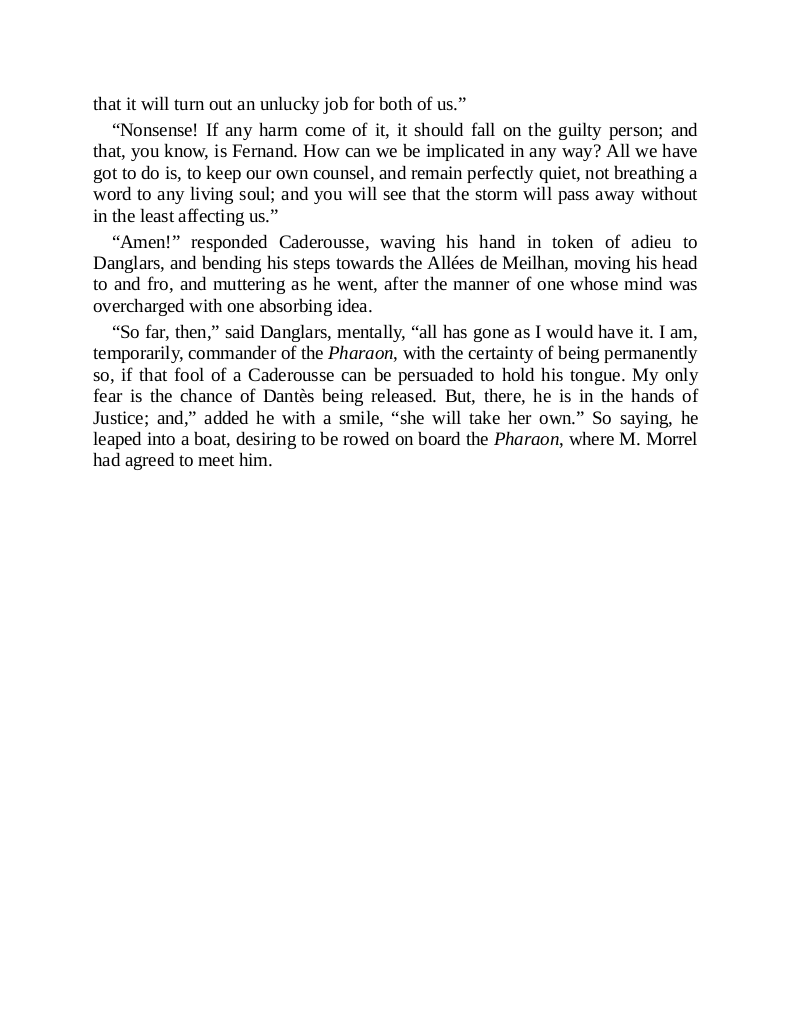 that it will turn out an unlucky job for both of us.”
“Nonsense! If any harm come of it, it should fall on the guilty person; and
that, you know, is Fernand. How can we be implicated in any way? All we have
got to do is, to keep our own counsel, and remain perfectly quiet, not breathing a
word to any living soul; and you will see that the storm will pass away without
in the least affecting us.”
“Amen!” responded Caderousse, waving his hand in token of adieu to
Danglars, and bending his steps towards the Allées de Meilhan, moving his head
to and fro, and muttering as he went, after the manner of one whose mind was
overcharged with one absorbing idea.
“So far, then,” said Danglars, mentally, “all has gone as I would have it. I am,
temporarily, commander of the Pharaon, with the certainty of being permanently
so, if that fool of a Caderousse can be persuaded to hold his tongue. My only
fear is the chance of Dantès being released. But, there, he is in the hands of
Justice; and,” added he with a smile, “she will take her own.” So saying, he
leaped into a boat, desiring to be rowed on board the Pharaon, where M. Morrel
had agreed to meet him.